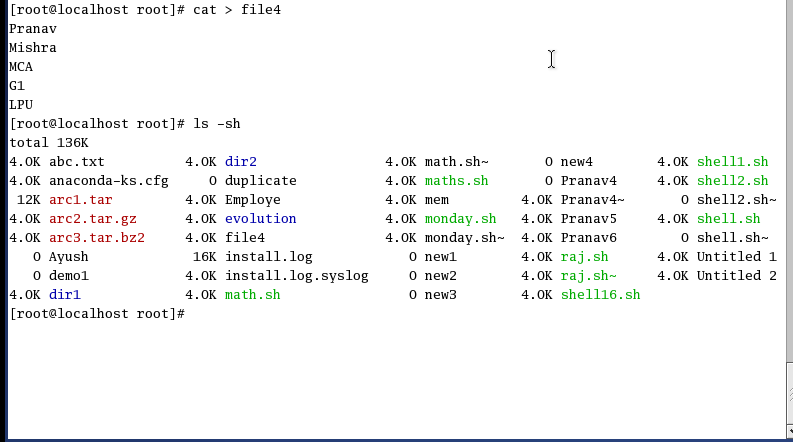 [root@localhost root]# cat > file4
Pranav
Mishra
MCA
G1
LPU
[root@localhost root]# ls -sh
total 136K
4.0K abc.txt          4.0K dir2                4.0K math.sh~       0 new4        4.0K shell1.sh
4.0K anaconda-ks.cfg     0 duplicate           4.0K maths.sh       0 Pranav4     4.0K shell2.sh
 12K arc1.tar         4.0K Employe             4.0K mem         4.0K Pranav4~       0 shell2.sh~
4.0K arc2.tar.gz      4.0K evolution           4.0K monday.sh   4.0K Pranav5     4.0K shell.sh
4.0K arc3.tar.bz2     4.0K file4               4.0K monday.sh~  4.0K Pranav6        0 shell.sh~
   0 Ayush             16K install.log            0 new1        4.0K raj.sh      4.0K Untitled 1
   0 demo1            4.0K install.log.syslog     0 new2        4.0K raj.sh~     4.0K Untitled 2
4.0K dir1             4.0K math.sh                0 new3        4.0K shell16.sh
[root@localhost root]#